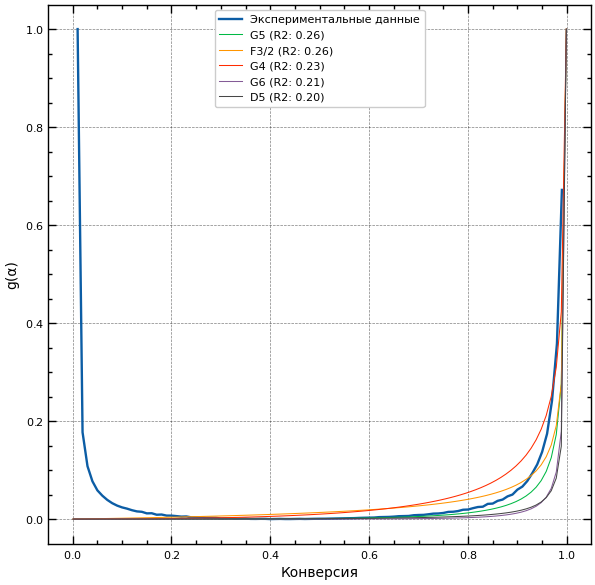 Экспериментальные данные
G5 (R2: 0.26)
F3/2 (R2: 0.26)
G4 (R2: 0.23)
G6 (R2: 0.21)
D5 (R2: 0.20)
1.0
0.8
0.6
0.4
0.2
0.0
g(α)
0.0 0.2 0.4 0.6 0.8 1.0
Конверсия